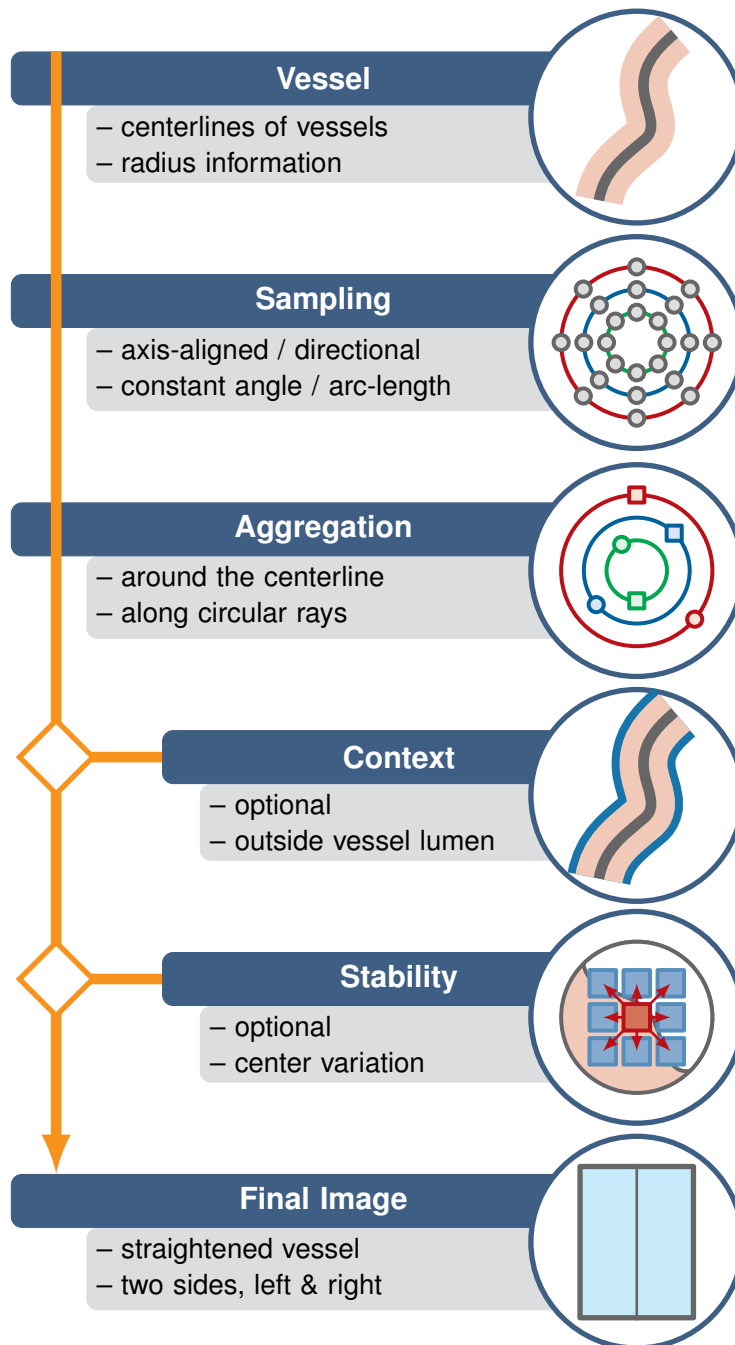 Vessel
– centerlines of vessels
– radius information
Sampling
– axis-aligned / directional
– constant angle / arc-length
Aggregation
– around the centerline
– along circular rays
Context
– optional
– outside vessel lumen
Stability
– optional
– center variation
Final Image
– straightened vessel
– two sides, left & right